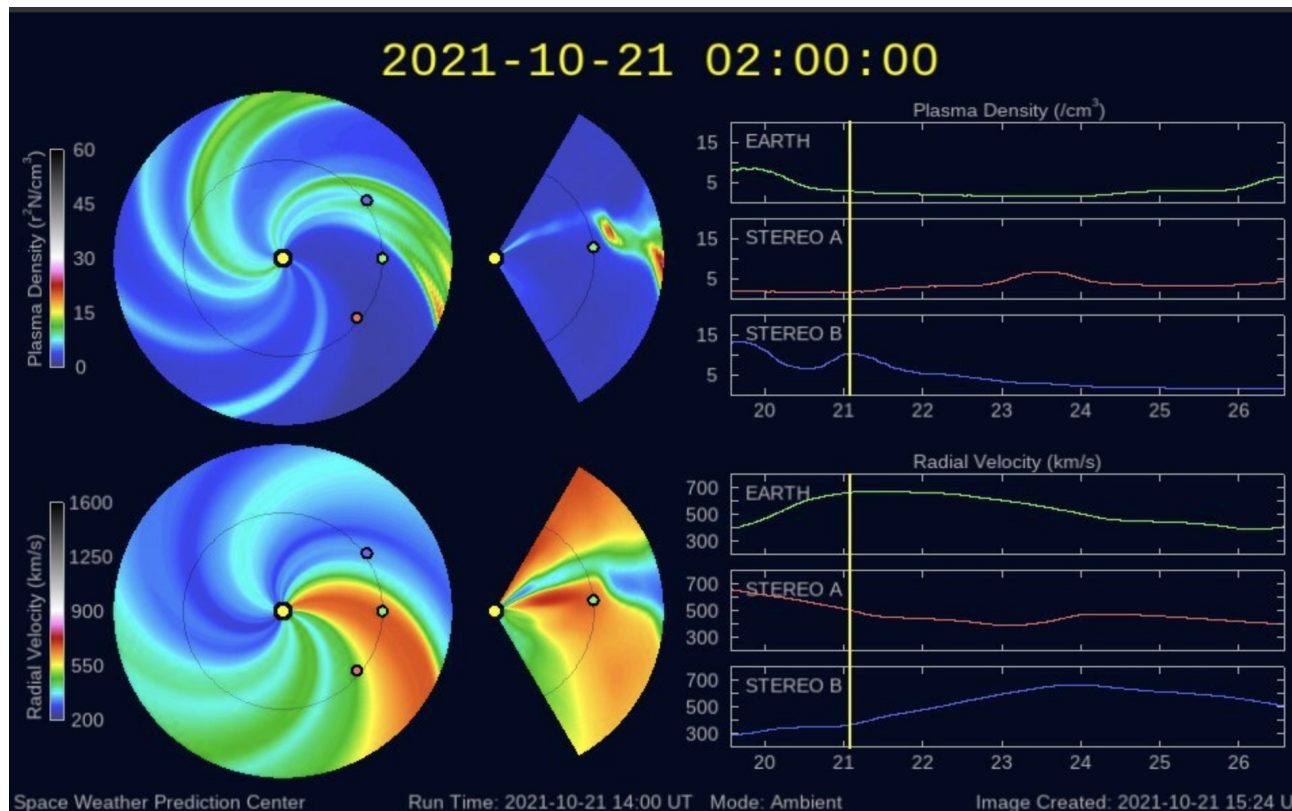 2021-10-21 02:00:00
Plasma Density (r²N/cm³)
60
45
30
15
0
Plasma Density (/cm³)
15
5
EARTH
15
5
STEREO A
15
5
STEREO B
20 21 22 23 24 25 26
Radial Velocity (km/s)
1600
1250
900
550
200
Radial Velocity (km/s)
700
500
300
EARTH
700
500
300
STEREO A
700
500
300
STEREO B
20 21 22 23 24 25 26
Space Weather Prediction Center Run Time: 2021-10-21 14:00 UT Mode: Ambient Image Created: 2021-10-21 15:24 U